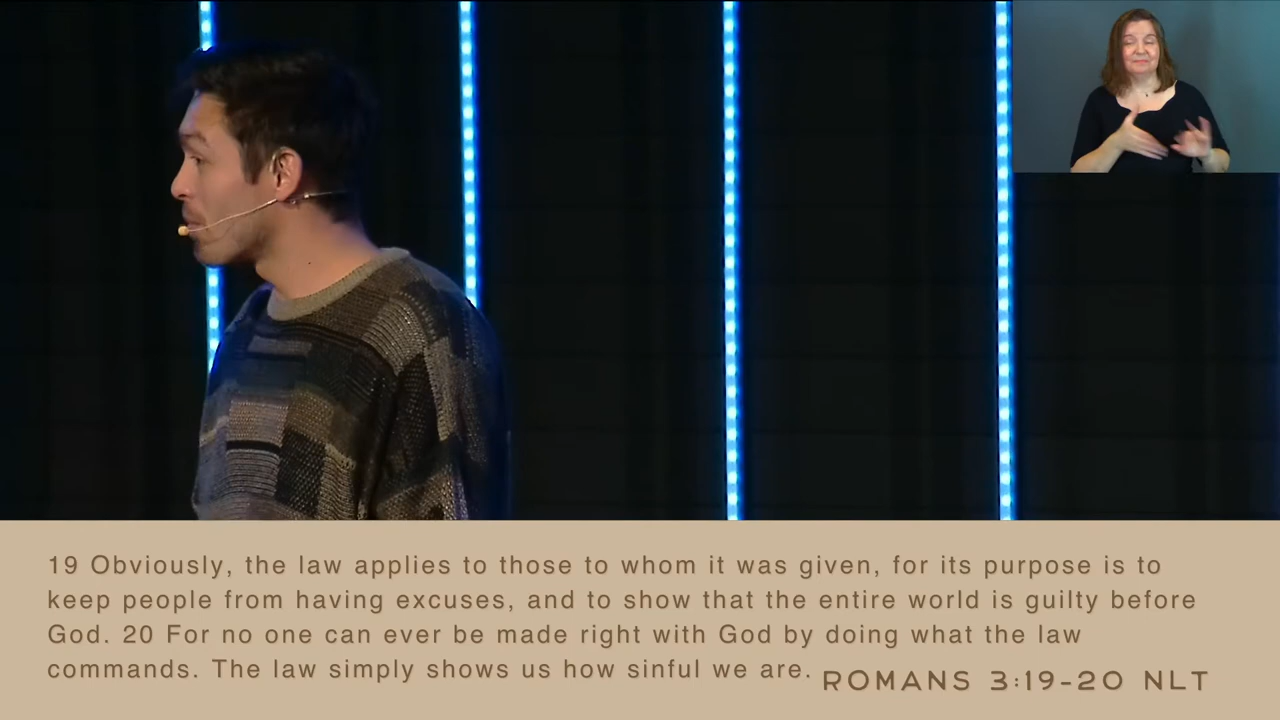 19 Obviously, the law applies to those to whom it was given, for its purpose is to
keep people from having excuses, and to show that the entire world is guilty before
God. 20 For no one can ever be made right with God by doing what the law
commands. The law simply shows us how sinful we are.
ROMANS 3:19-20 NLT